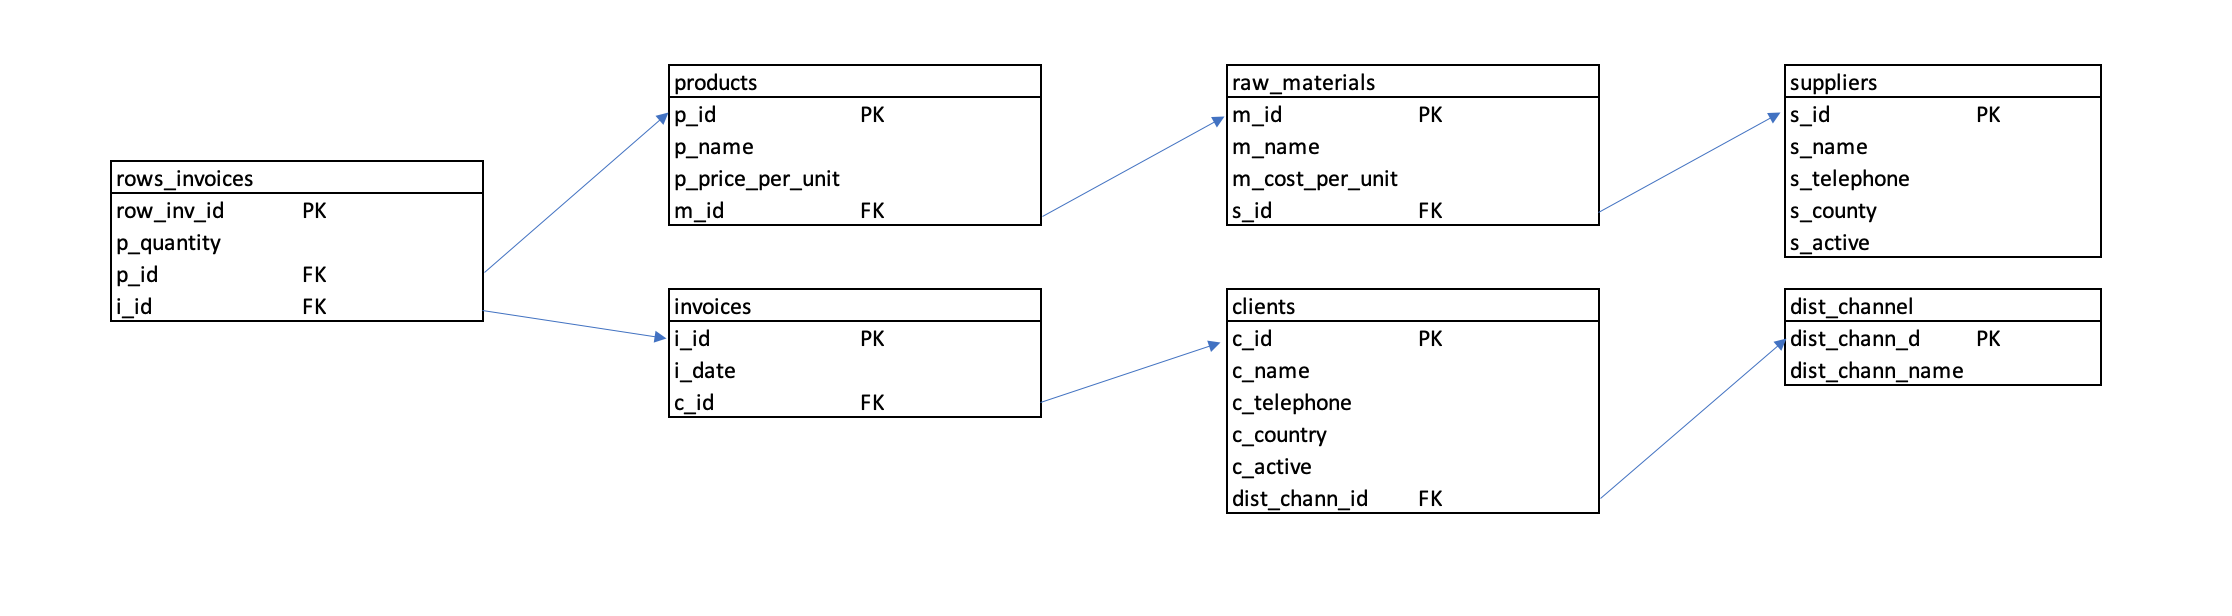 rows_invoices
row_inv_id PK
p_quantity
p_id FK
i_id FK
products
p_id PK
p_name
p_price_per_unit
m_id FK
invoices
i_id PK
i_date
c_id FK
raw_materials
m_id PK
m_name
m_cost_per_unit
s_id FK
clients
c_id PK
c_name
c_telephone
c_country
c_active
dist_chann_id FK
suppliers
s_id PK
s_name
s_telephone
s_county
s_active
dist_channel
dist_chann_d PK
dist_chann_name